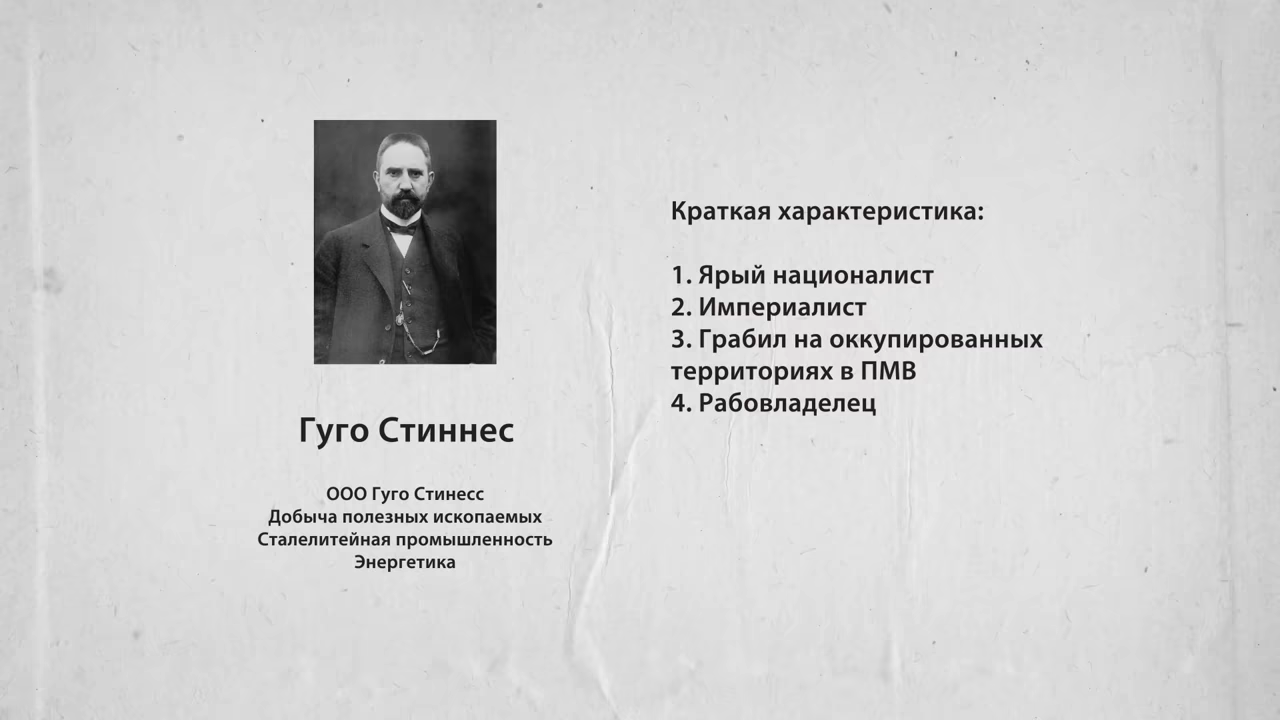 Гуго Стиннес
ООО Гуго Стинесс
Добыча полезных ископаемых
Сталелитейная промышленность
Энергетика
Краткая характеристика:
1. Ярый националист
2. Империалист
3. Грабил на оккупированных
территориях в ПМВ
4. Рабовладелец